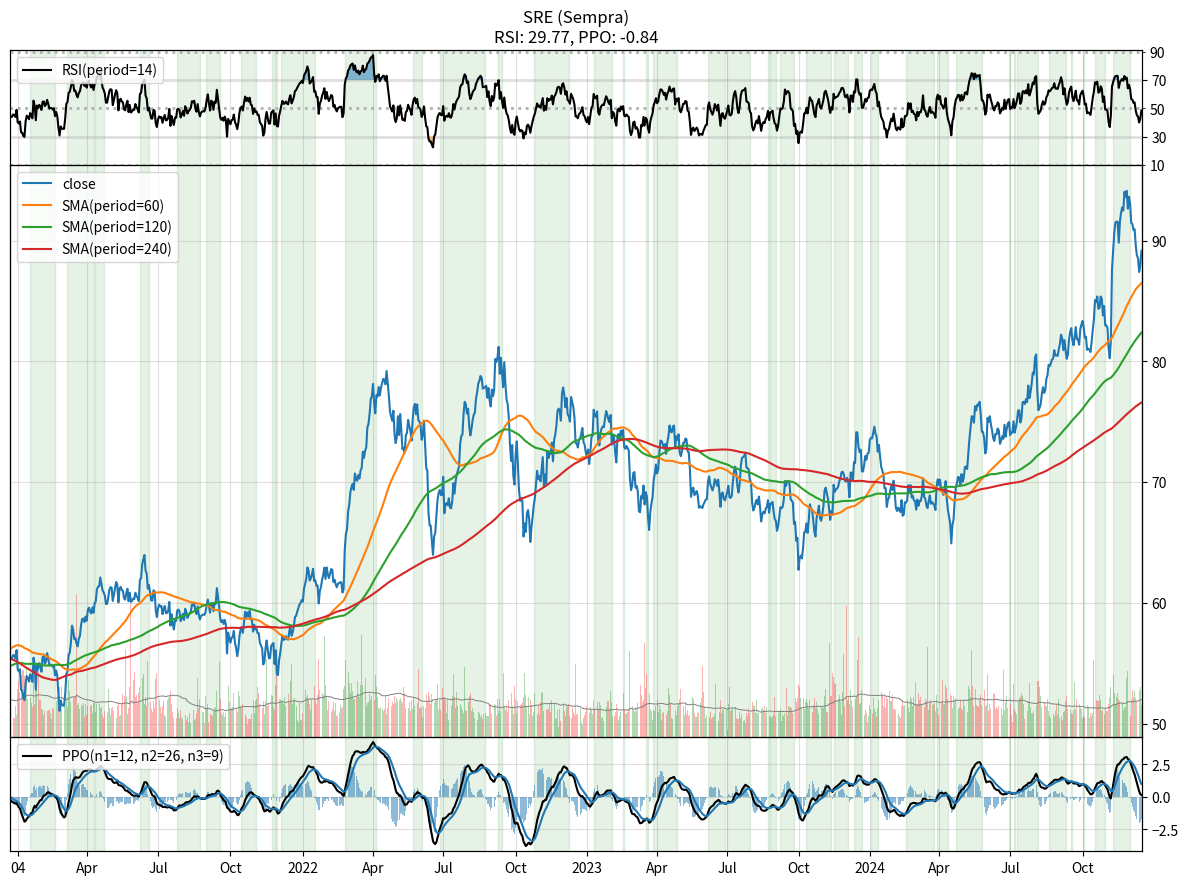 SRE (Sempra)
RSI: 29.77, PPO: -0.84
RSI(period=14)
90
70
50
30
10
close
SMA(period=60)
SMA(period=120)
SMA(period=240)
90
80
70
60
50
PPO(n1=12, n2=26, n3=9)
2.5
0.0
−2.5
04 Apr Jul Oct 2022 Apr Jul Oct 2023 Apr Jul Oct 2024 Apr Jul Oct